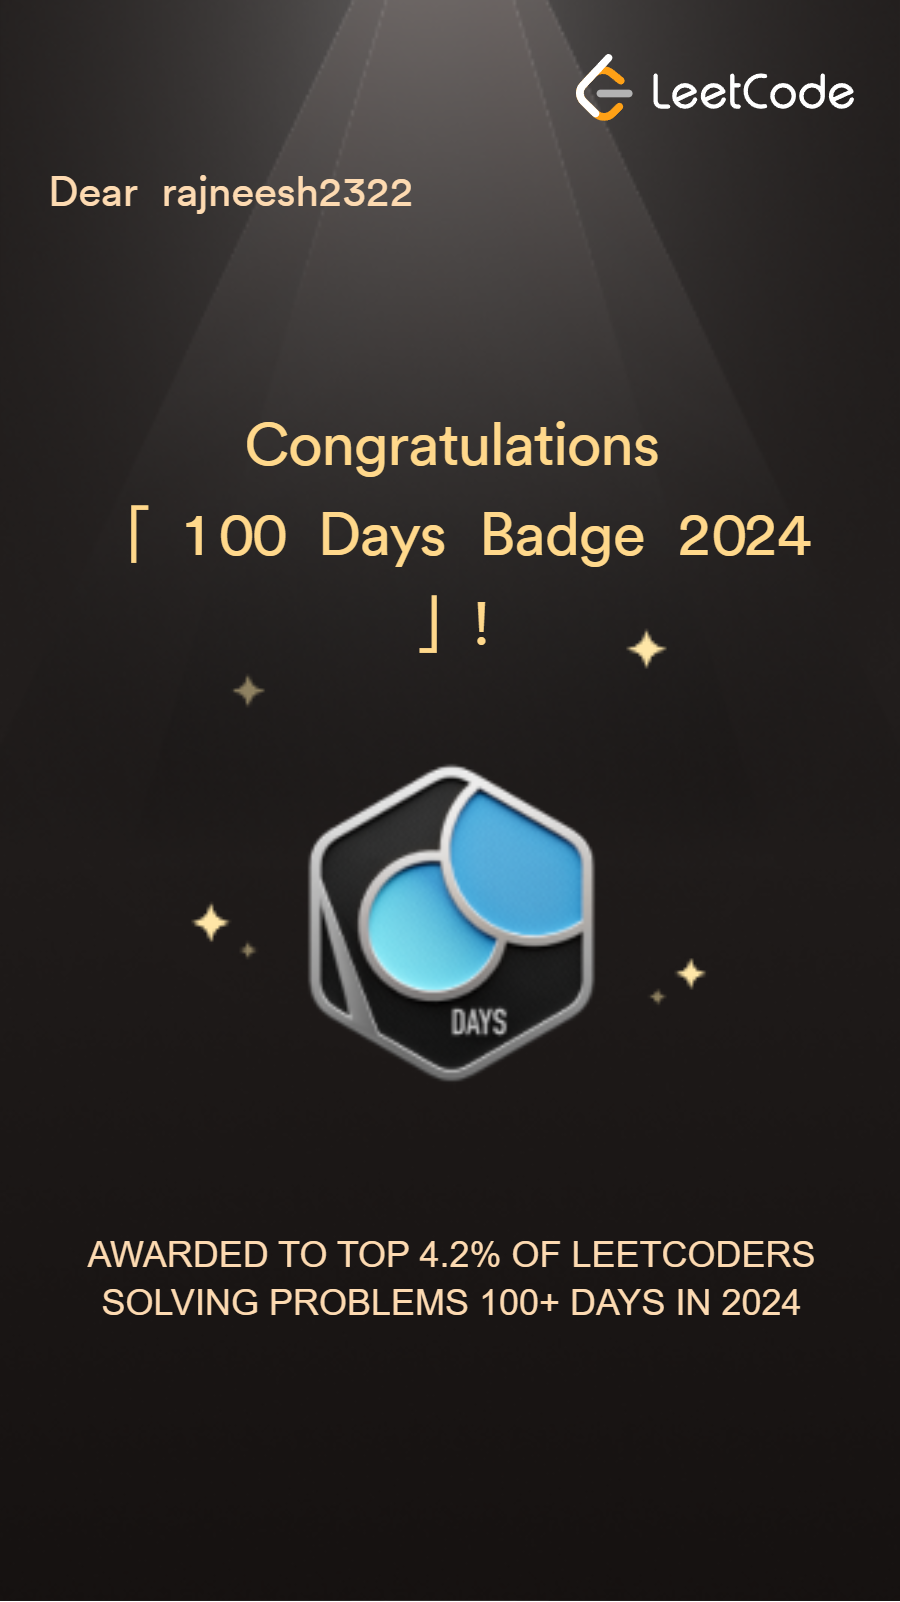 LeetCode
Dear rajneesh2322
Congratulations
「 100 Days Badge 2024
」 !
DAYS
AWARDED TO TOP 4.2% OF LEETCODERS
SOLVING PROBLEMS 100+ DAYS IN 2024